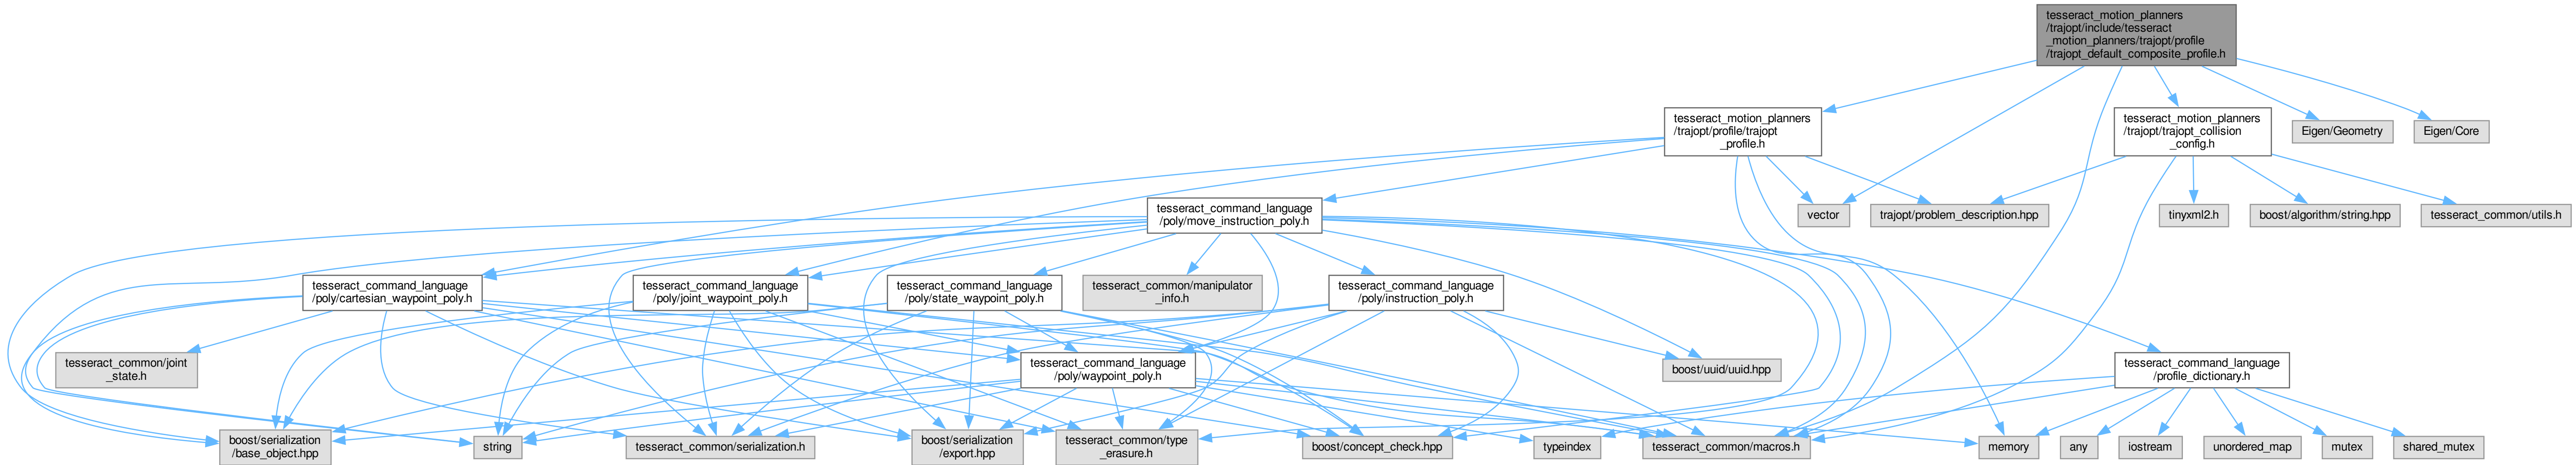 tesseract_motion_planners
/trajopt/include/tesseract
_motion_planners/trajopt/profile
/trajopt_default_composite_profile.h
tesseract_motion_planners
/trajopt/profile/trajopt
_profile.h
tesseract_motion_planners
/trajopt/trajopt_collision
_config.h
Eigen/Geometry
Eigen/Core
tesseract_command_language
/poly/move_instruction_poly.h
vector
trajopt/problem_description.hpp
tinyxml2.h
boost/algorithm/string.hpp
tesseract_common/utils.h
tesseract_command_language
/poly/cartesian_waypoint_poly.h
tesseract_command_language
/poly/joint_waypoint_poly.h
tesseract_command_language
/poly/state_waypoint_poly.h
tesseract_common/manipulator
_info.h
tesseract_command_language
/poly/instruction_poly.h
tesseract_common/joint
_state.h
tesseract_command_language
/poly/waypoint_poly.h
boost/uuid/uuid.hpp
tesseract_command_language
/profile_dictionary.h
boost/serialization
/base_object.hpp
string
tesseract_common/serialization.h
boost/serialization
/export.hpp
tesseract_common/type
_erasure.h
boost/concept_check.hpp
typeindex
tesseract_common/macros.h
memory
any
iostream
unordered_map
mutex
shared_mutex